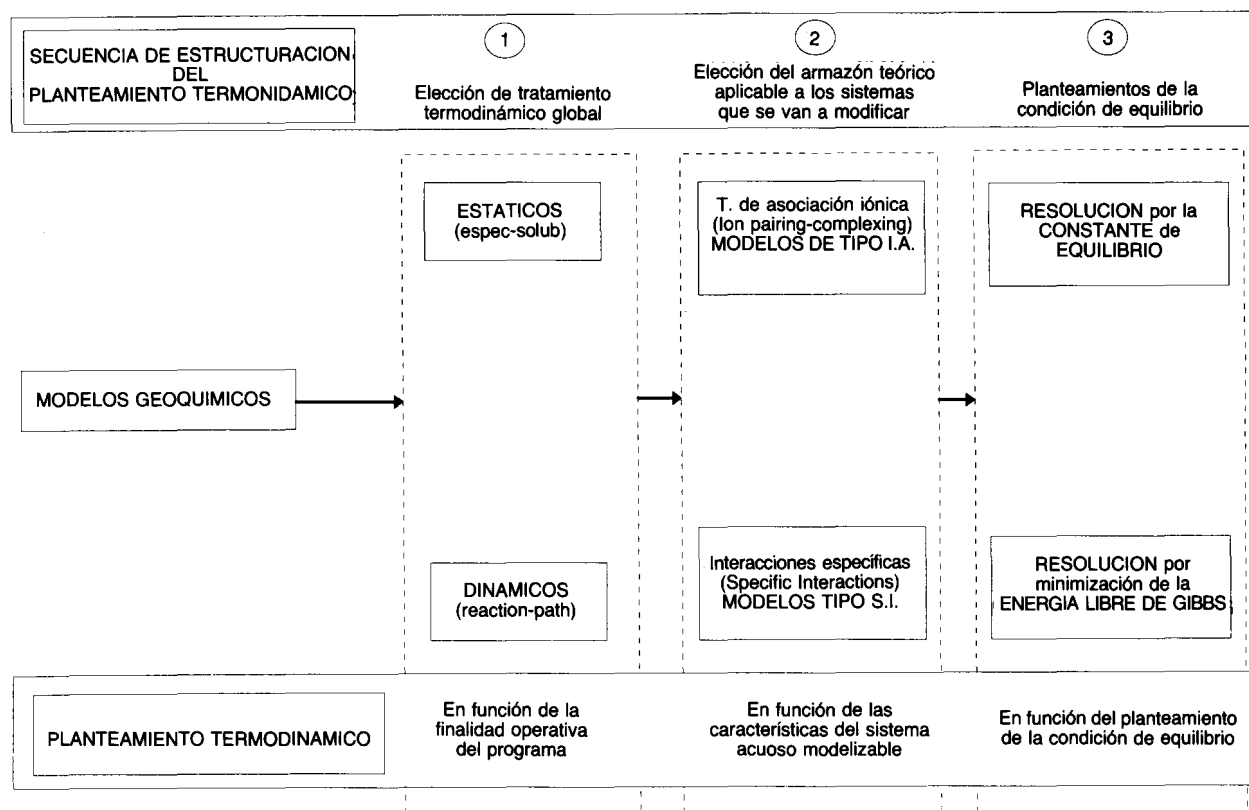 SECUENCIA DE ESTRUCTURACION
DEL
PLANTEAMIENTO TERMONIDAMICO
1
Elección de tratamiento
termodinámico global
2
Elección del armazón teórico
aplicable a los sistemas
que se van a modificar
3
Planteamientos de la
condición de equilibrio
ESTATICOS
(espec-solub)
T. de asociación iónica
(Ion pairing-complexing)
MODELOS DE TIPO I.A.
RESOLUCION por la
CONSTANTE de
EQUILIBRIO
MODELOS GEOQUIMICOS
DINAMICOS
(reaction-path)
Interacciones específicas
(Specific Interactions)
MODELOS TIPO S.I.
RESOLUCION por
minimización de la
ENERGIA LIBRE DE GIBBS
PLANTEAMIENTO TERMODINAMICO
En función de la
finalidad operativa
del programa
En función de las
características del sistema
acuoso modelizable
En función del planteamiento
de la condición de equilibrio